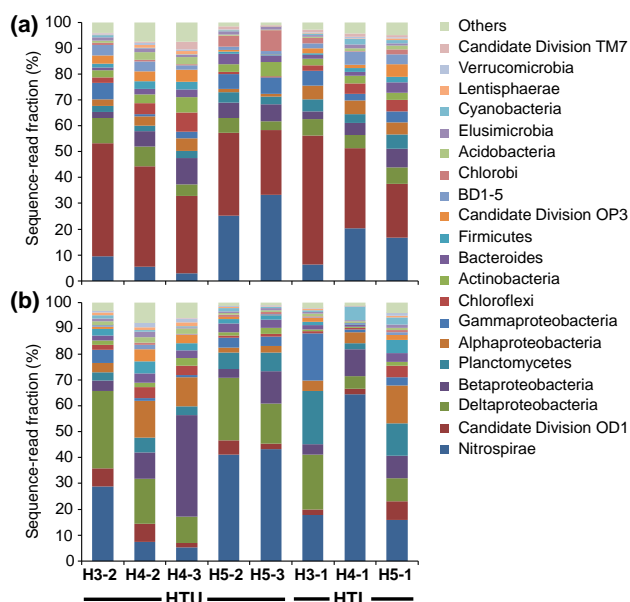 (a)
Sequence-read fraction (%)
100
90
80
70
60
50
40
30
20
10
0
(b)
Sequence-read fraction (%)
100
90
80
70
60
50
40
30
20
10
0
H3-2 H4-2 H4-3 H5-2 H5-3 H3-1 H4-1 H5-1
HTU HTL
Others
Candidate Division TM7
Verrucomicrobia
Lentisphaerae
Cyanobacteria
Elusimicrobia
Acidobacteria
Chlorobi
BD1-5
Candidate Division OP3
Firmicutes
Bacteroides
Actinobacteria
Chloroflexi
Gammaproteobacteria
Alphaproteobacteria
Planctomycetes
Betaproteobacteria
Deltaproteobacteria
Candidate Division OD1
Nitrospirae